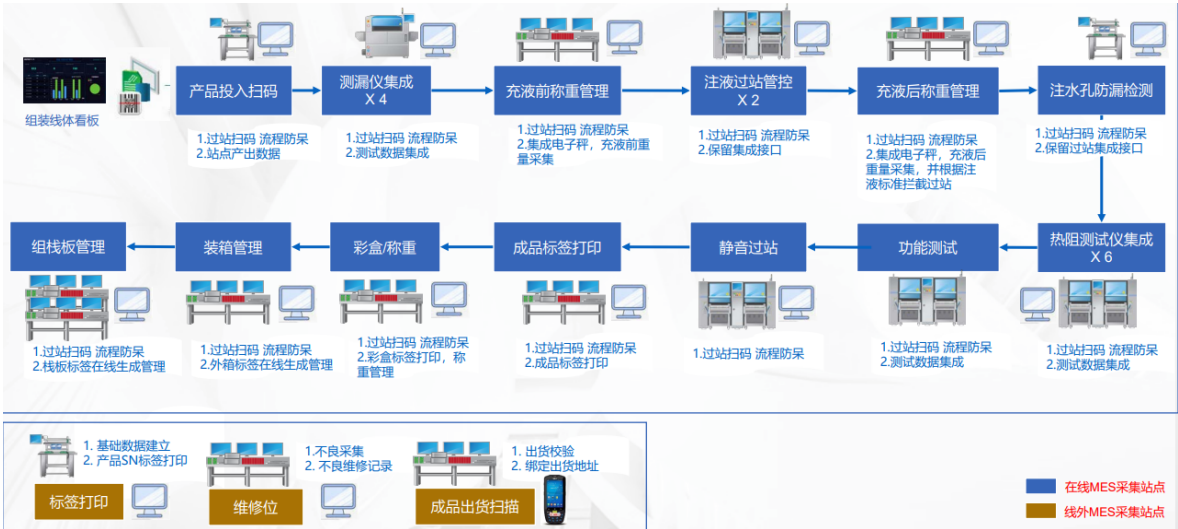 组装线体看板
产品投入扫码
1.过站扫码 流程防呆
2.站点产出数据
测漏仪集成
X 4
1.过站扫码 流程防呆
2.测试数据集成
充液前称重管理
1.过站扫码 流程防呆
2.集成电子秤，充液前重
量采集
注液过站管控
X 2
1.过站扫码 流程防呆
2.保留集成接口
充液后称重管理
1.过站扫码 流程防呆
2.集成电子秤，充液后
重量采集，并根据注
液标准拦截过站
注水孔防漏检测
1.过站扫码 流程防呆
2.保留过站集成接口
组栈板管理
1.过站扫码 流程防呆
2.栈板标签在线生成管理
装箱管理
1.过站扫码 流程防呆
2.外箱标签在线生成管理
彩盒/称重
1.过站扫码 流程防呆
2.彩盒标签打印，称
重管理
成品标签打印
1.过站扫码 流程防呆
2.成品标签打印
静音过站
1.过站扫码 流程防呆
功能测试
1.过站扫码 流程防呆
2.测试数据集成
热阻测试仪集成
X 6
1.过站扫码 流程防呆
2.测试数据集成
1. 基础数据建立
2. 产品SN标签打印
标签打印
1.不良采集
2. 不良维修记录
维修位
1. 出货校验
2. 绑定出货地址
成品出货扫描
在线MES采集站点
线外MES采集站点